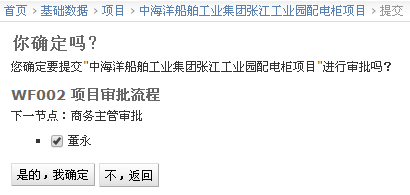 首页 › 基础数据 › 项目 › 中海洋船舶工业集团张江工业园配电柜项目 › 提交
你确定吗？
您确定要提交"中海洋船舶工业集团张江工业园配电柜项目"进行审批吗？
WF002 项目审批流程
下一节点：商务主管审批
董永
是的，我确定 不，返回